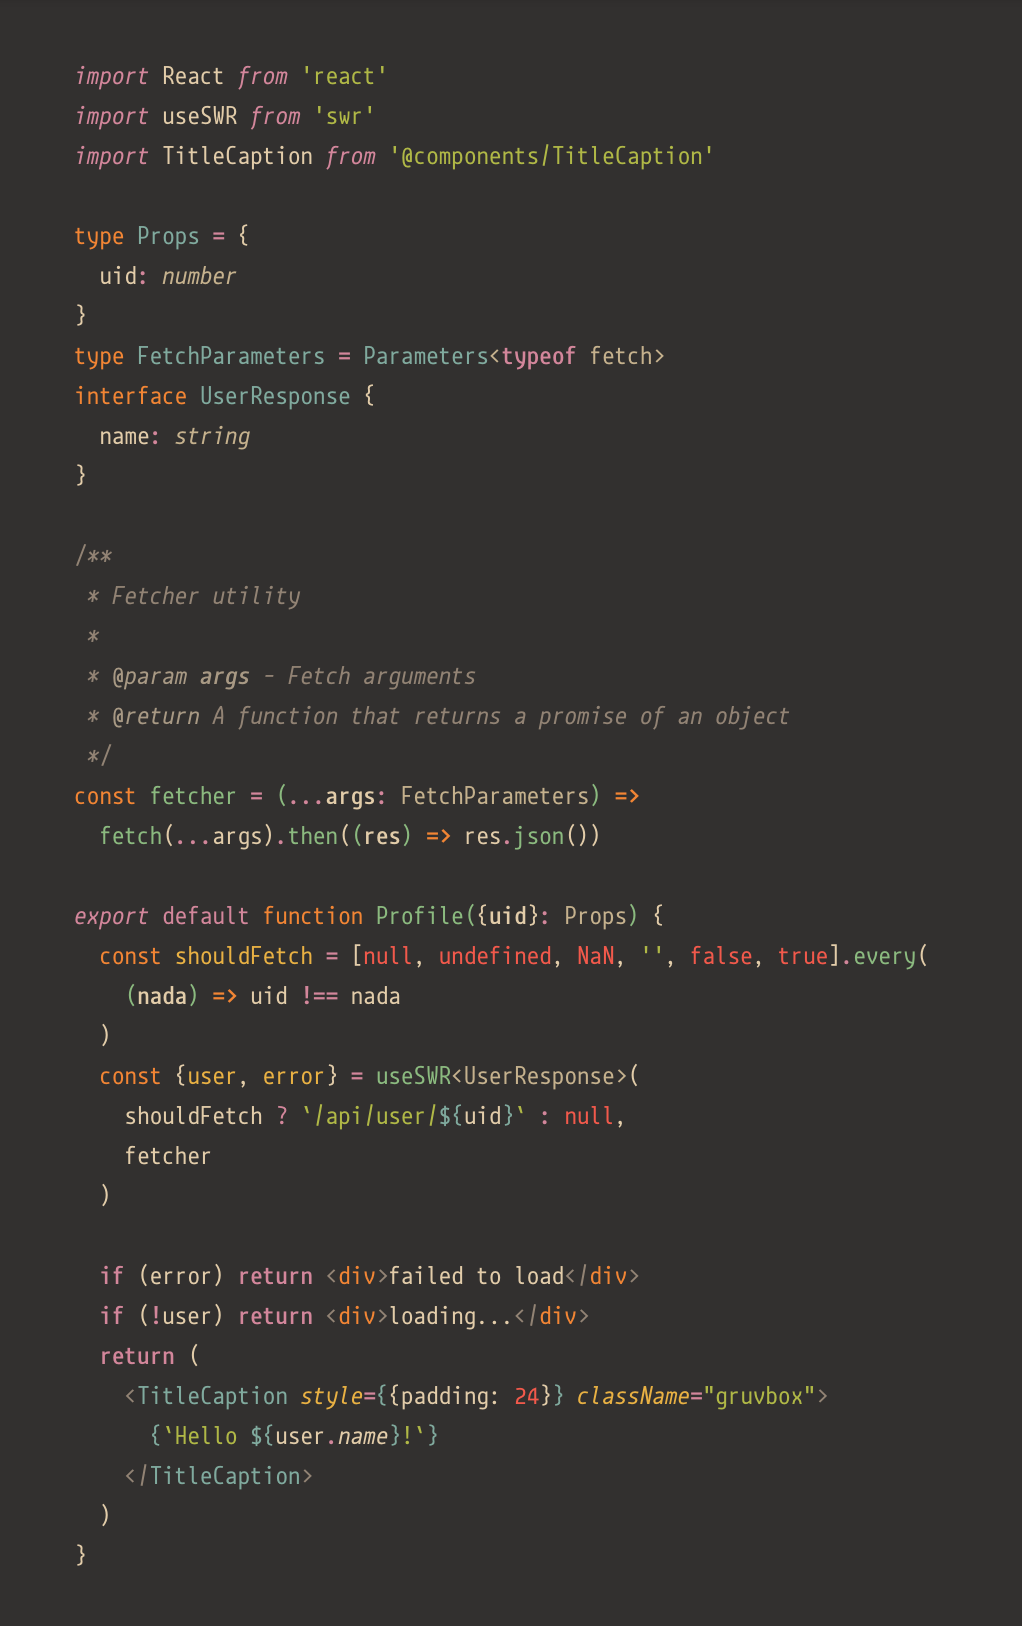 import React from 'react'
import useSWR from 'swr'
import TitleCaption from '@components/TitleCaption'

type Props = {
  uid: number
}
type FetchParameters = Parameters<typeof fetch>
interface UserResponse {
  name: string
}

/**
 * Fetcher utility
 *
 * @param args - Fetch arguments
 * @return A function that returns a promise of an object
 */
const fetcher = (...args: FetchParameters) =>
  fetch(...args).then((res) => res.json())

export default function Profile({uid}: Props) {
  const shouldFetch = [null, undefined, NaN, '', false, true].every(
    (nada) => uid !== nada
  )
  const {user, error} = useSWR<UserResponse>(
    shouldFetch ? `/api/user/${uid}` : null,
    fetcher
  )

  if (error) return <div>failed to load</div>
  if (!user) return <div>loading...</div>
  return (
    <TitleCaption style={{padding: 24}} className="gruvbox">
      {`Hello ${user.name}!`}
    </TitleCaption>
  )
}